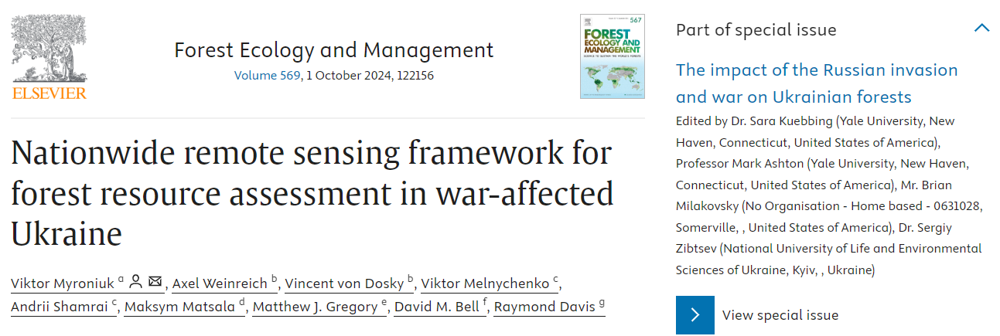 ELSEVIER
Forest Ecology and Management
Volume 569, 1 October 2024, 122156
567
FOREST
ECOLOGY AND
MANAGEMENT
SCIENCE TO SUSTAIN THE WORLD'S FORESTS
Nationwide remote sensing framework for
forest resource assessment in war-affected
Ukraine
Viktor Myroniuk a, Axel Weinreich b, Vincent von Dosky b, Viktor Melnychenko c,
Andrii Shamrai c, Maksym Matsala d, Matthew J. Gregory e, David M. Bell f, Raymond Davis g
Part of special issue
The impact of the Russian invasion
and war on Ukrainian forests
Edited by Dr. Sara Kuebbing (Yale University, New
Haven, Connecticut, United States of America),
Professor Mark Ashton (Yale University, New Haven,
Connecticut, United States of America), Mr. Brian
Milakovsky (No Organisation - Home based - 0631028,
Somerville, , United States of America), Dr. Sergiy
Zibtsev (National University of Life and Environmental
Sciences of Ukraine, Kyiv, , Ukraine)
View special issue